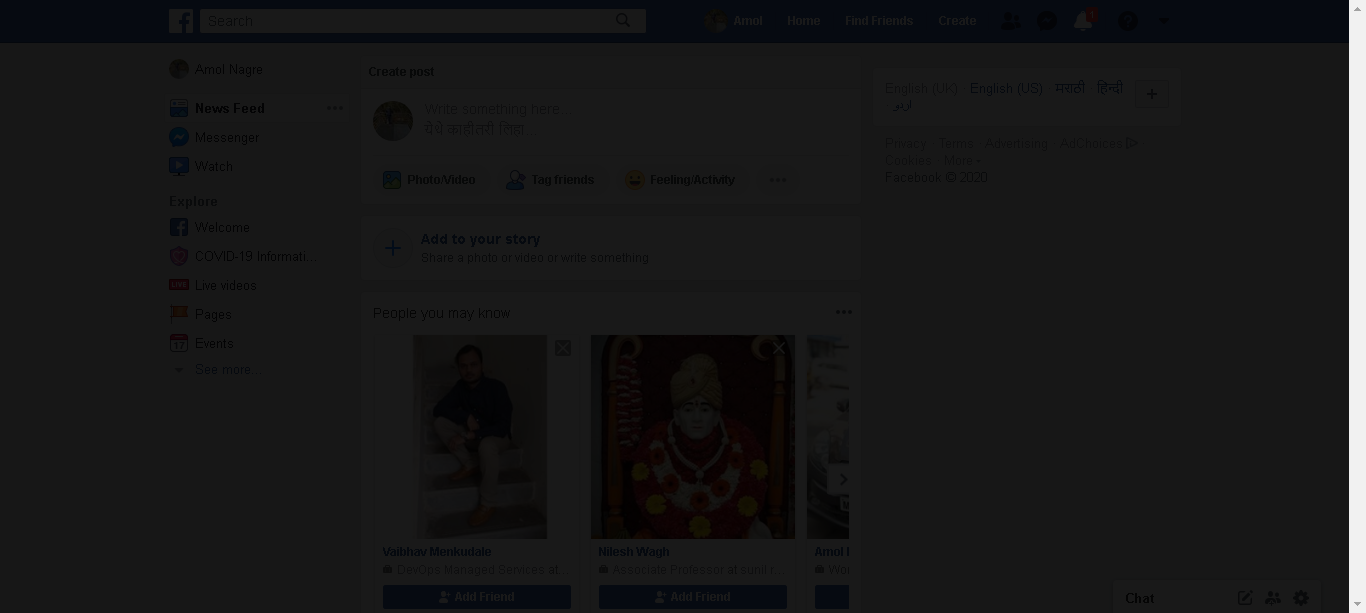 Search
Amol
Home
Find Friends
Create
Amol Nagre
News Feed
Messenger
Watch
Explore
Welcome
COVID-19 Informati...
LIVE Live videos
Pages
17 Events
See more...
Create post
Write something here...
येथे काहीतरी लिहा...
Photo/Video
Tag friends
Feeling/Activity
Add to your story
Share a photo or video or write something
People you may know
Vaibhav Menkudale
DevOps Managed Services at...
Add Friend
Nilesh Wagh
Associate Professor at sunil r...
Add Friend
Amol
Wor
English (UK) English (US) मराठी हिन्दी
اردو
Privacy Terms Advertising AdChoices
Cookies More
Facebook © 2020
Chat